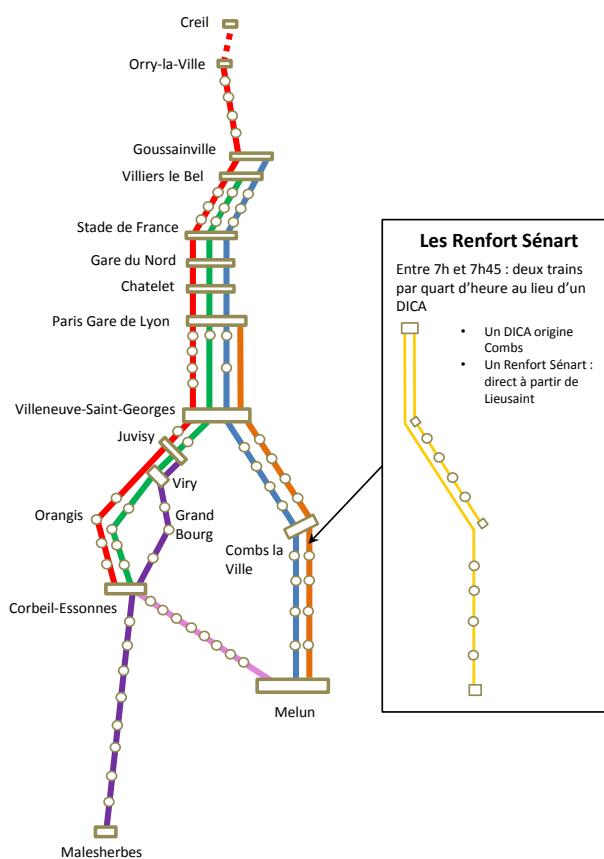 Creil
Orry-la-Ville
Goussainville
Villiers le Bel
Stade de France
Gare du Nord
Chatelet
Paris Gare de Lyon
Villeneuve-Saint-Georges
Juvisy
Viry
Orangis
Grand
Bourg
Combs la
Ville
Corbeil-Essonnes
Melun
Malesherbes
Les Renfort Sénart
Entre 7h et 7h45 : deux trains
par quart d’heure au lieu d’un
DICA
• Un DICA origine
Combs
• Un Renfort Sénart :
direct à partir de
Lieusaint